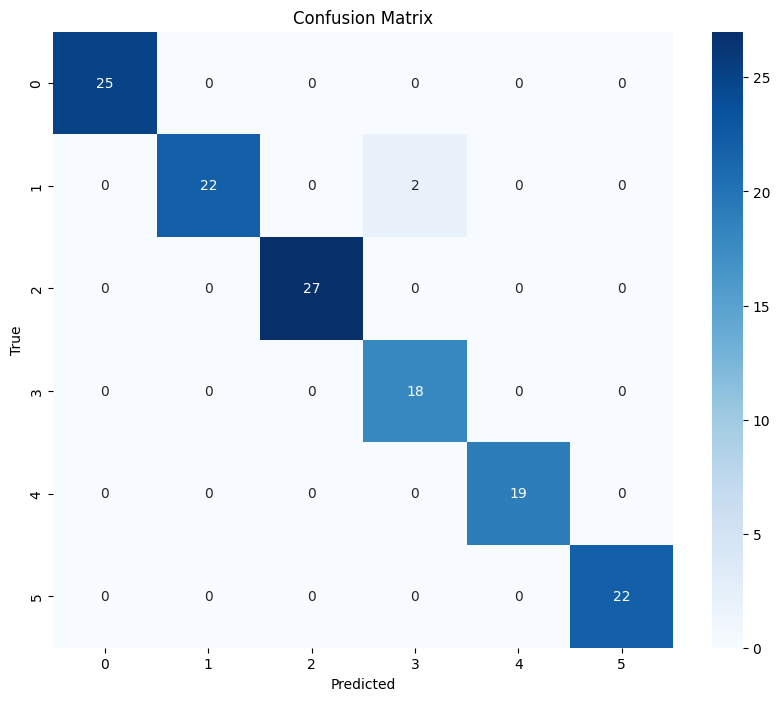 Confusion Matrix
0 25 0 0 0 0 0
1 0 22 0 2 0 0
2 0 0 27 0 0 0
3 0 0 0 18 0 0
4 0 0 0 0 19 0
5 0 0 0 0 0 22
0 1 2 3 4 5
Predicted
True
25
20
15
10
5
0